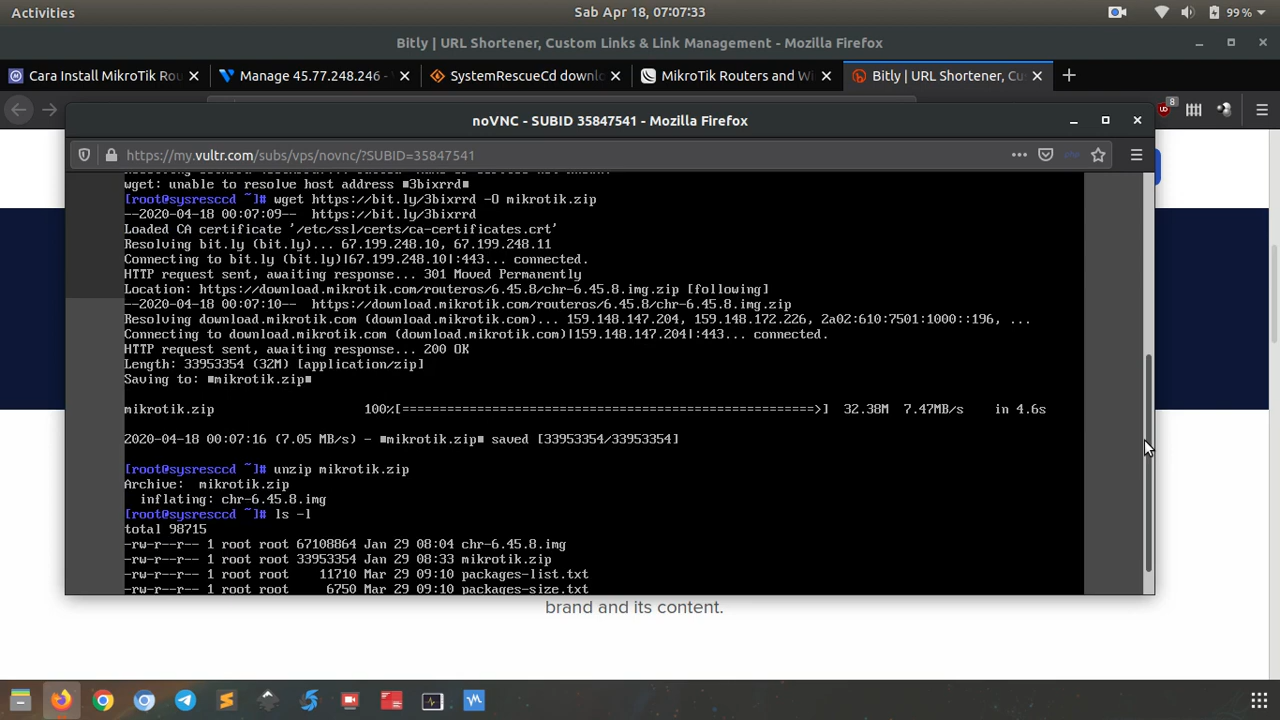 Activities
Sab Apr 18, 07:07:33
99 %
Bitly | URL Shortener, Custom Links & Link Management - Mozilla Firefox
Cara Install MikroTik Rou
Manage 45.77.248.246 -
SystemRescueCd downlo
MikroTik Routers and Wi
Bitly | URL Shortener, Cus
8
noVNC - SUBID 35847541 - Mozilla Firefox
https://my.vultr.com/subs/vps/novnc/?SUBID=35847541
wget: unable to resolve host address ■3bixrrd■
[root@sysresccd ~]# wget https://bit.ly/3bixrrd -O mikrotik.zip
--2020-04-18 00:07:09-- https://bit.ly/3bixrrd
Loaded CA certificate '/etc/ssl/certs/ca-certificates.crt'
Resolving bit.ly (bit.ly)... 67.199.248.10, 67.199.248.11
Connecting to bit.ly (bit.ly)|67.199.248.10|:443... connected.
HTTP request sent, awaiting response... 301 Moved Permanently
Location: https://download.mikrotik.com/routeros/6.45.8/chr-6.45.8.img.zip [following]
--2020-04-18 00:07:10-- https://download.mikrotik.com/routeros/6.45.8/chr-6.45.8.img.zip
Resolving download.mikrotik.com (download.mikrotik.com)... 159.148.147.204, 159.148.172.226, 2a02:610:7501:1000::196, ...
Connecting to download.mikrotik.com (download.mikrotik.com)|159.148.147.204|:443... connected.
HTTP request sent, awaiting response... 200 OK
Length: 33953354 (32M) [application/zip]
Saving to: ■mikrotik.zip■
mikrotik.zip 100%[=======================================================>] 32.38M 7.47MB/s in 4.6s
2020-04-18 00:07:16 (7.05 MB/s) - ■mikrotik.zip■ saved [33953354/33953354]
[root@sysresccd ~]# unzip mikrotik.zip
Archive: mikrotik.zip
inflating: chr-6.45.8.img
[root@sysresccd ~]# ls -l
total 98715
-rw-r--r-- 1 root root 67108864 Jan 29 08:04 chr-6.45.8.img
-rw-r--r-- 1 root root 33953354 Jan 29 08:33 mikrotik.zip
-rw-r--r-- 1 root root 11710 Mar 29 09:10 packages-list.txt
-rw-r--r-- 1 root root 6750 Mar 29 09:10 packages-size.txt
brand and its content.